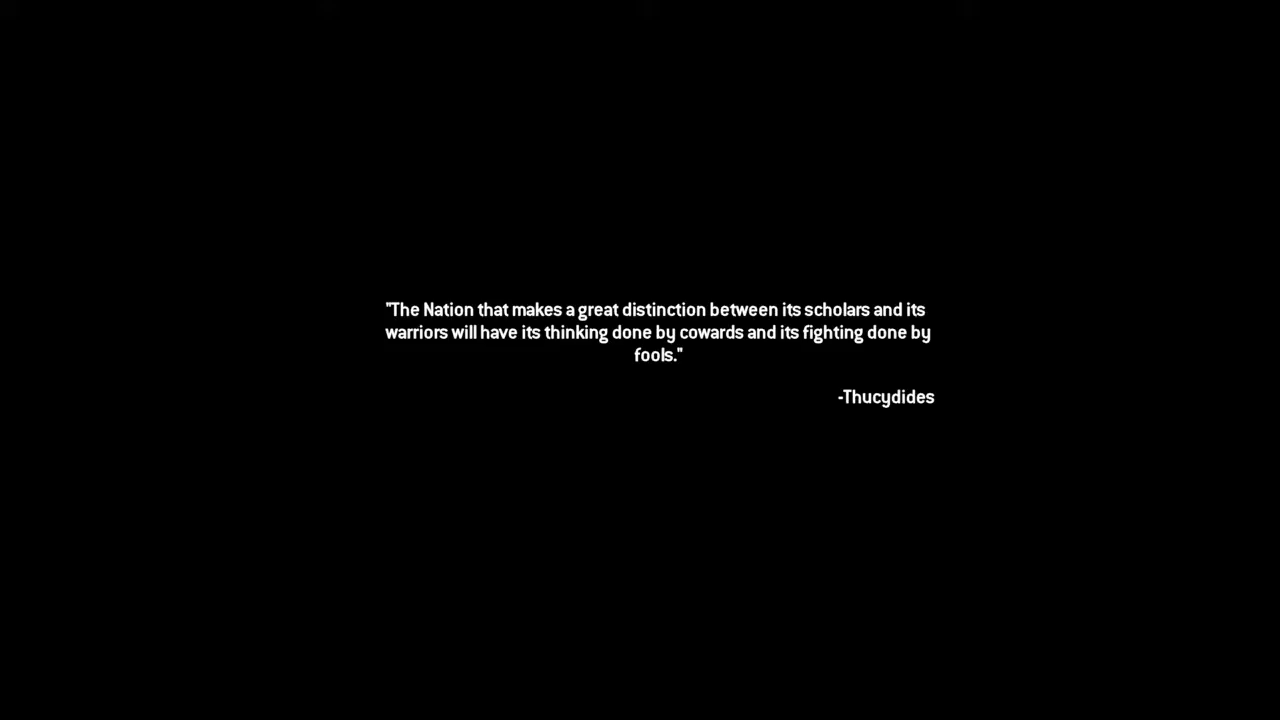 "The Nation that makes a great distinction between its scholars and its
warriors will have its thinking done by cowards and its fighting done by
fools."
-Thucydides